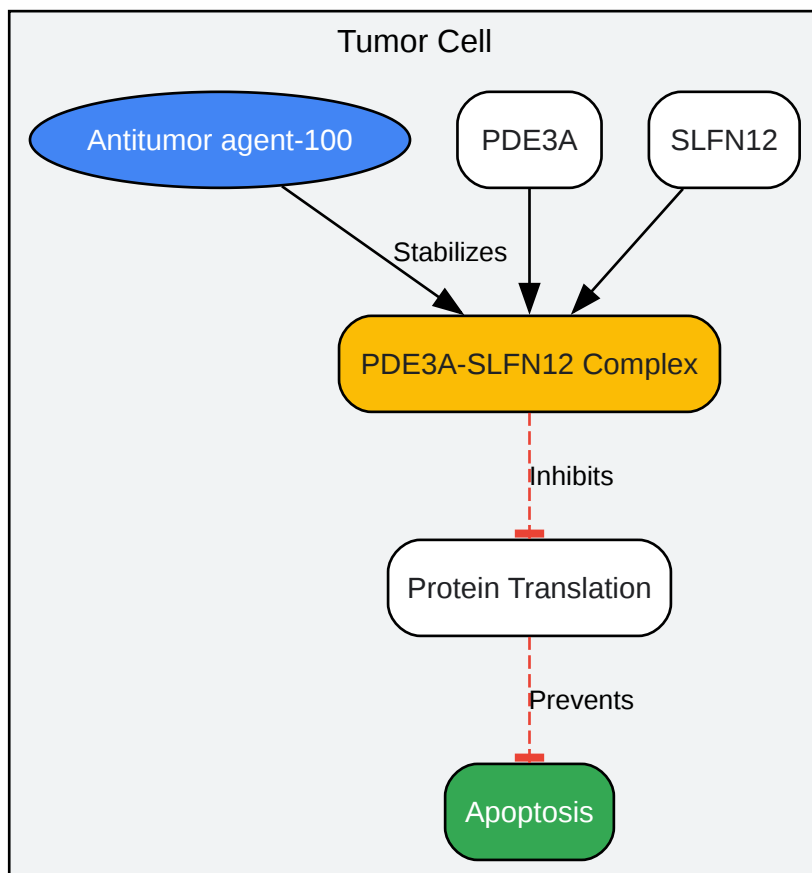 Tumor Cell
Antitumor agent-100
PDE3A
SLFN12
Stabilizes
PDE3A-SLFN12 Complex
Inhibits
Protein Translation
Prevents
Apoptosis